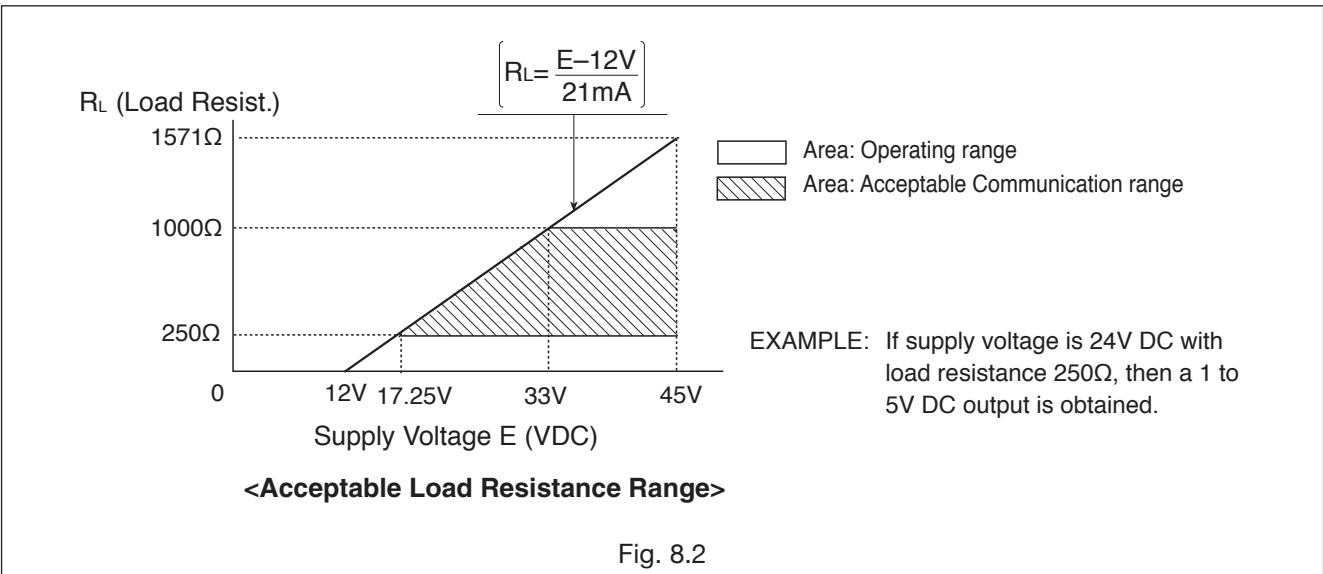 RL= E–12V
21mA
RL (Load Resist.)
1571Ω
1000Ω
250Ω
0
12V 17.25V 33V 45V
Supply Voltage E (VDC)
Area: Operating range
Area: Acceptable Communication range
EXAMPLE: If supply voltage is 24V DC with
load resistance 250Ω, then a 1 to
5V DC output is obtained.
<Acceptable Load Resistance Range>
Fig. 8.2